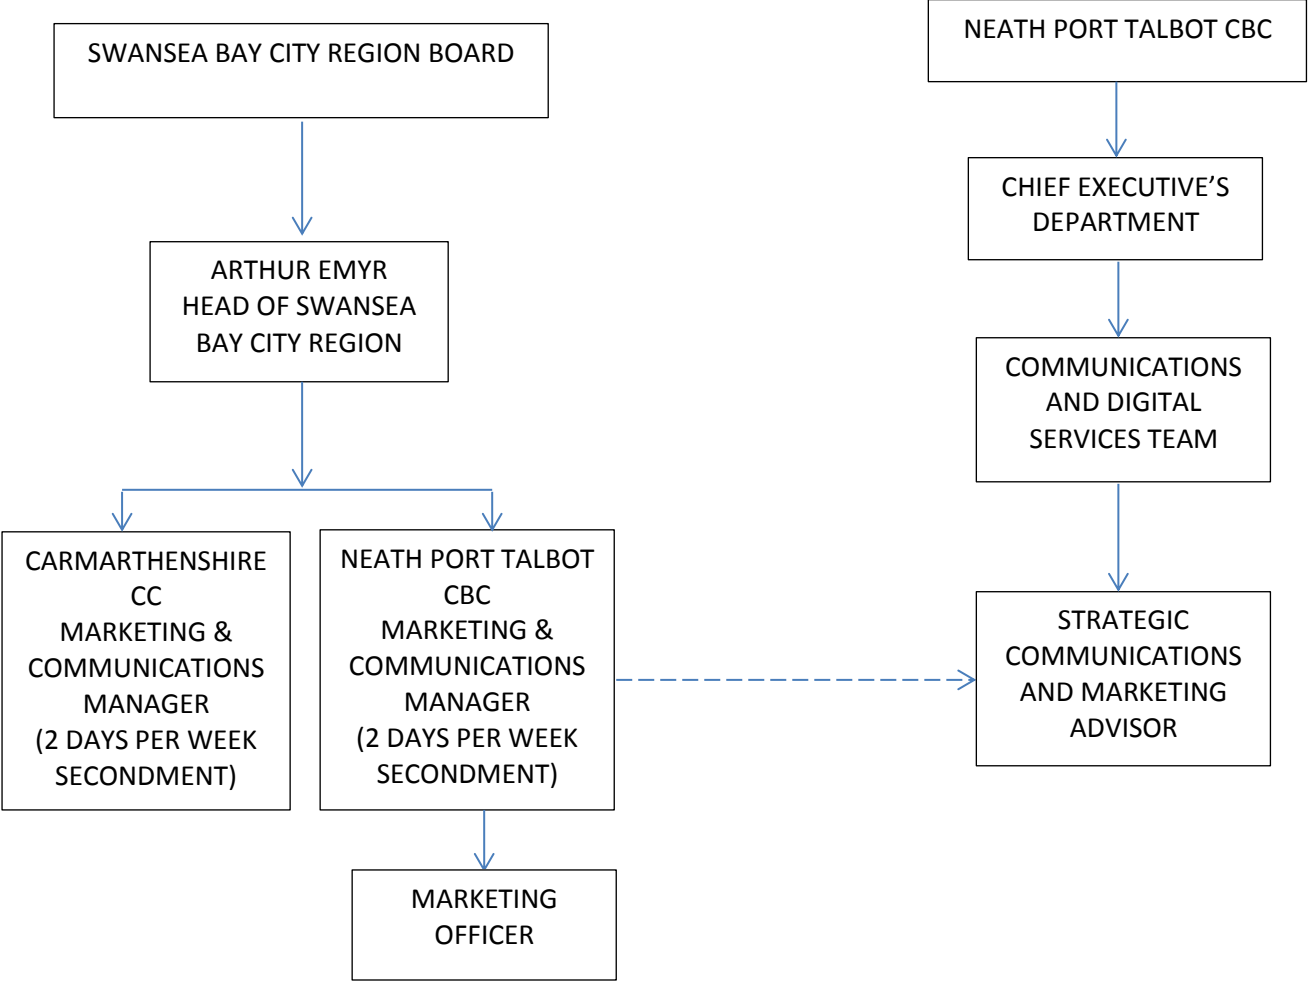 SWANSEA BAY CITY REGION BOARD
NEATH PORT TALBOT CBC
CHIEF EXECUTIVE’S
DEPARTMENT
ARTHUR EMYR
HEAD OF SWANSEA
BAY CITY REGION
COMMUNICATIONS
AND DIGITAL
SERVICES TEAM
CARMARTHENSHIRE
CC
MARKETING &
COMMUNICATIONS
MANAGER
(2 DAYS PER WEEK
SECONDMENT)
NEATH PORT TALBOT
CBC
MARKETING &
COMMUNICATIONS
MANAGER
(2 DAYS PER WEEK
SECONDMENT)
STRATEGIC
COMMUNICATIONS
AND MARKETING
ADVISOR
MARKETING
OFFICER